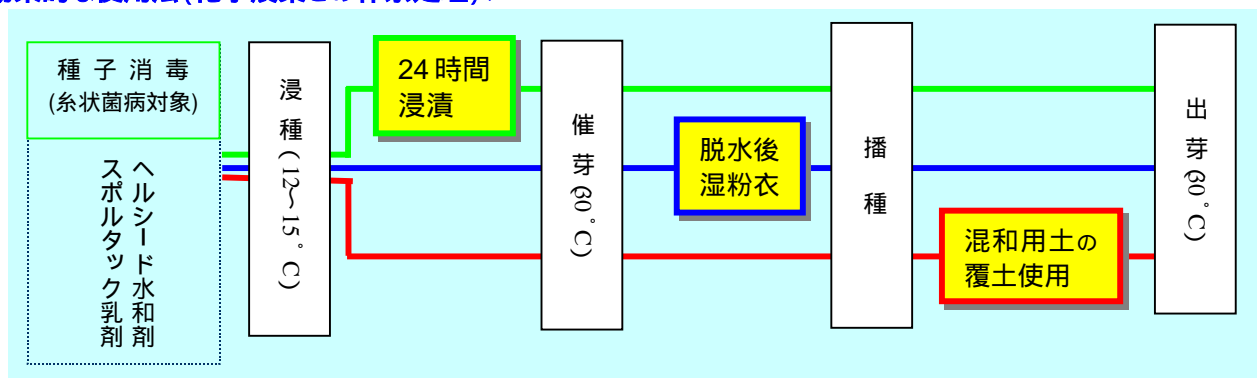 種 子 消 毒
(糸状菌病対象)
ヘルシード水和剤
スポルタック乳剤
浸種(12～15°C)
24時間
浸漬
催芽(30°C)
脱水後
湿粉衣
播種
混和用土の
覆土使用
出芽(30°C)